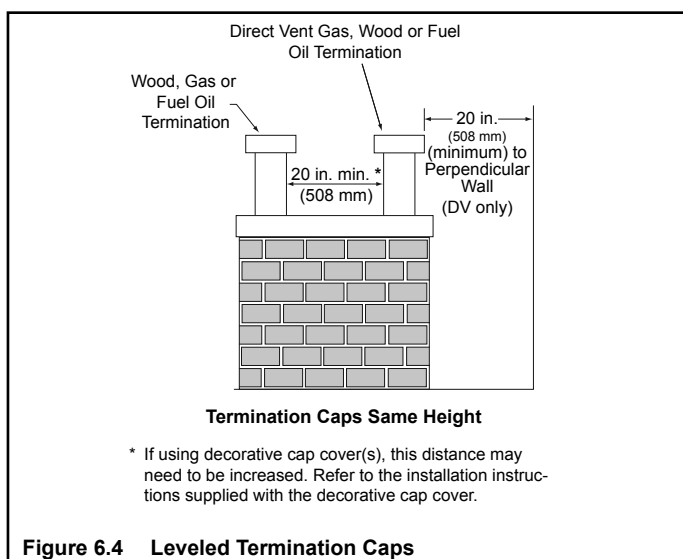 Direct Vent Gas, Wood or Fuel
Oil Termination
Wood, Gas or
Fuel Oil
Termination
20 in. min. *
(508 mm)
20 in.
(508 mm)
(minimum) to
Perpendicular
Wall
(DV only)
Termination Caps Same Height
* If using decorative cap cover(s), this distance may
need to be increased. Refer to the installation instruc-
tions supplied with the decorative cap cover.
Figure 6.4 Leveled Termination Caps